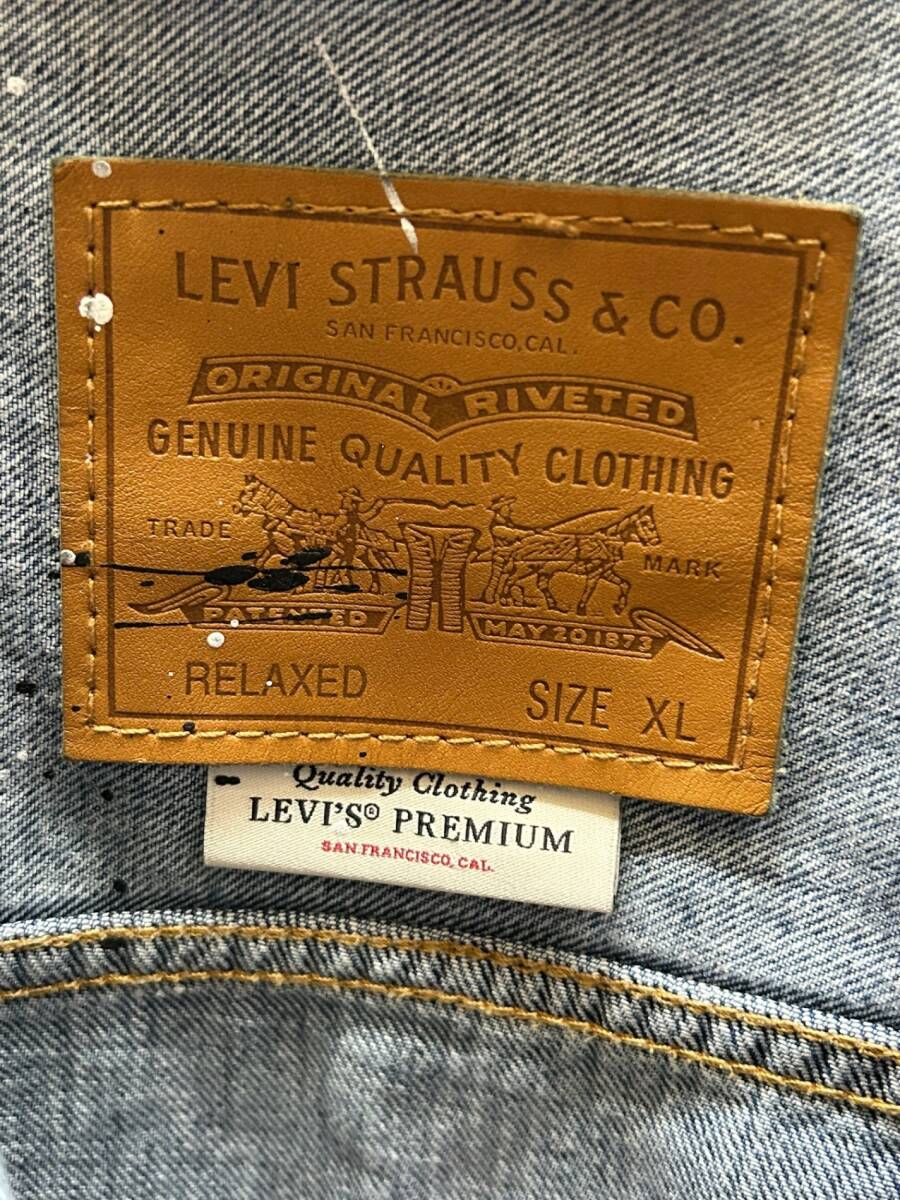 LEVI STRAUSS & CO.
SAN FRANCISCO, CAL.
ORIGINAL RIVETED
GENUINE QUALITY CLOTHING
TRADE MARK
PATENTED MAY 20 1873
RELAXED SIZE XL
Quality Clothing
LEVI'S® PREMIUM
SAN FRANCISCO, CAL.